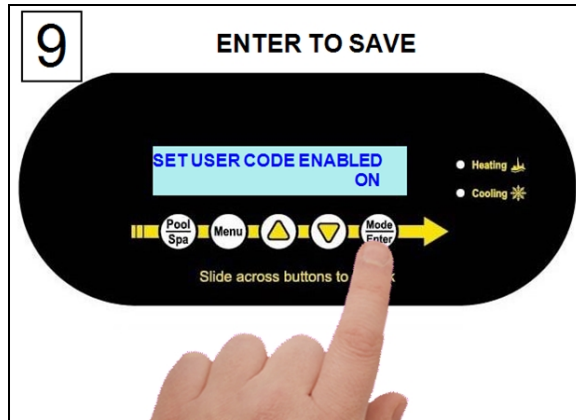 9
ENTER TO SAVE
SET USER CODE ENABLED
ON
Heating
Cooling
Pool
Spa
Menu
Mode
Enter
Slide across buttons to